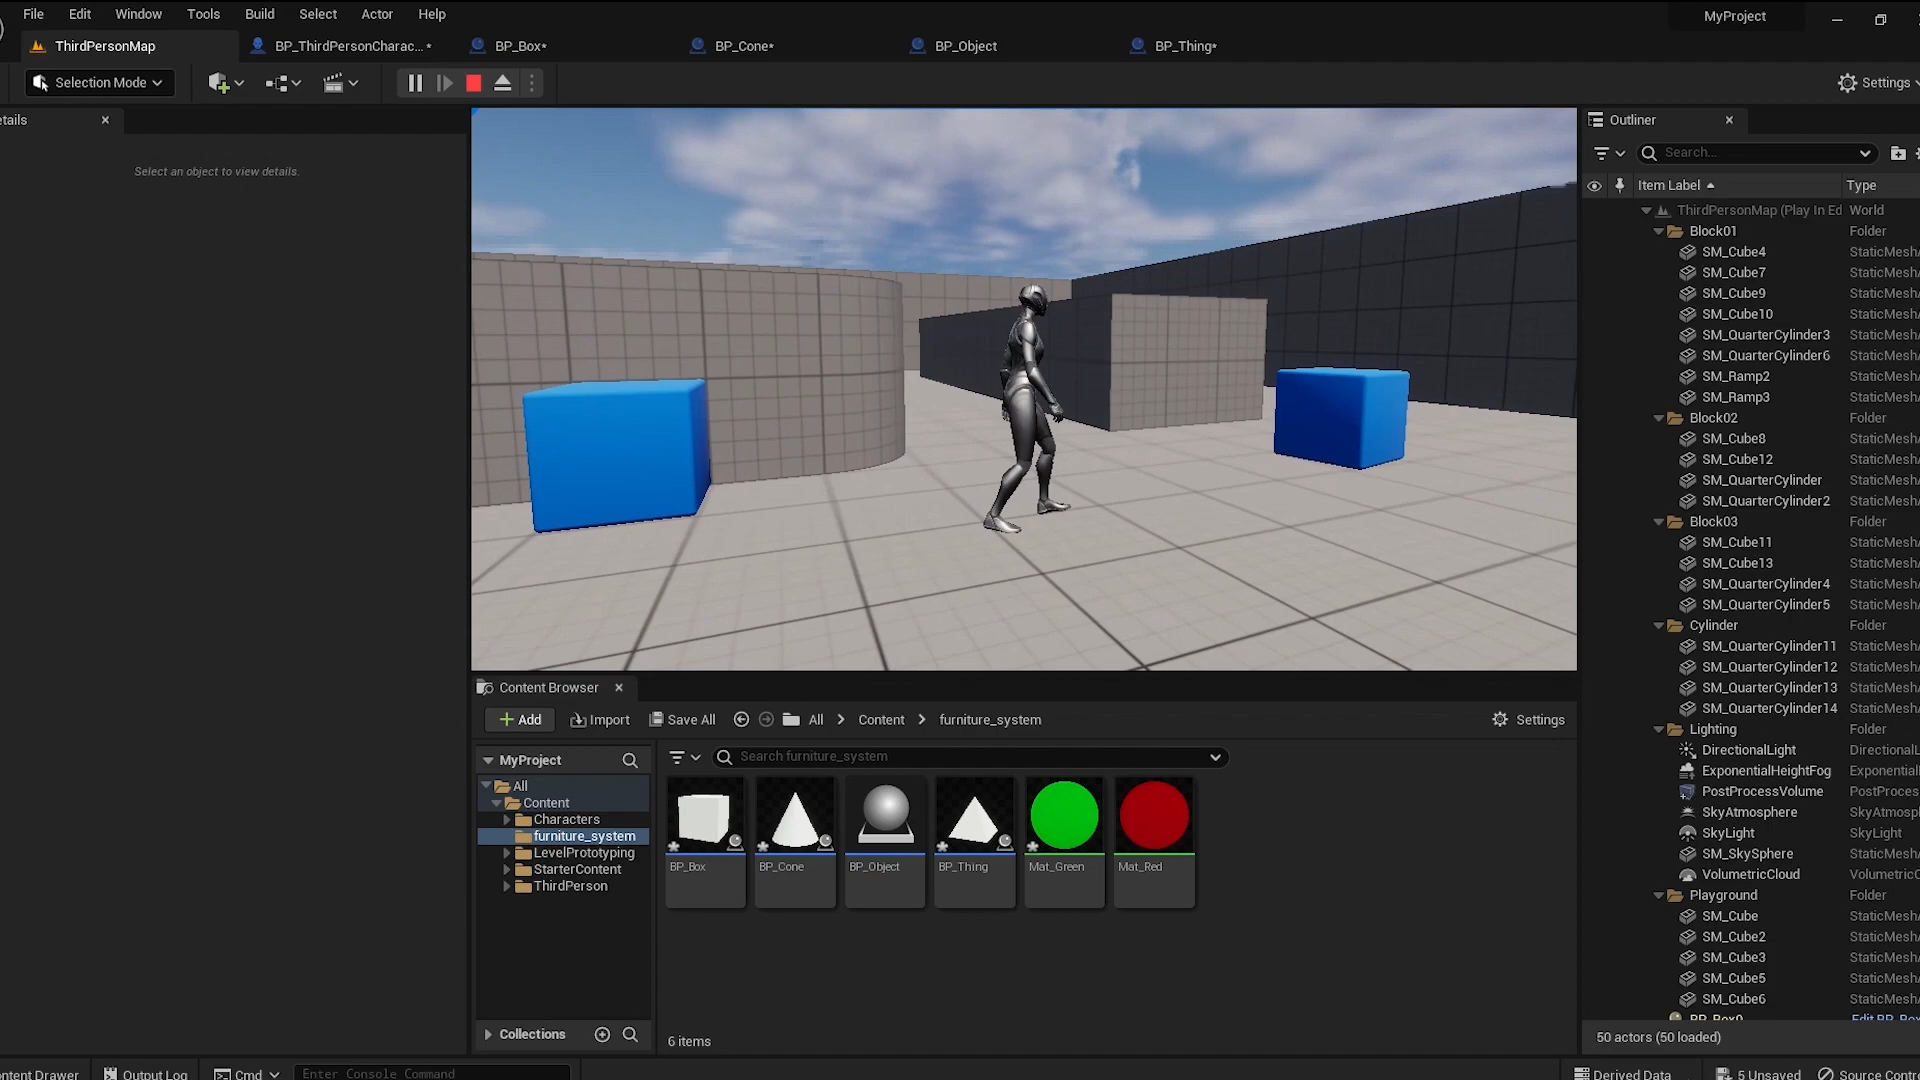 File Edit Window Tools Build Select Actor Help MyProject
ThirdPersonMap BP_ThirdPersonCharac...* BP_Box* BP_Cone* BP_Object BP_Thing*
Selection Mode Settings
etails
Select an object to view details.
Outliner
Search...
Item Label Type
ThirdPersonMap (Play In Ed World
Block01 Folder
SM_Cube4 StaticMesh
SM_Cube7 StaticMesh
SM_Cube9 StaticMesh
SM_Cube10 StaticMesh
SM_QuarterCylinder3 StaticMesh
SM_QuarterCylinder6 StaticMesh
SM_Ramp2 StaticMesh
SM_Ramp3 StaticMesh
Block02 Folder
SM_Cube8 StaticMesh
SM_Cube12 StaticMesh
SM_QuarterCylinder StaticMesh
SM_QuarterCylinder2 StaticMesh
Block03 Folder
SM_Cube11 StaticMesh
SM_Cube13 StaticMesh
SM_QuarterCylinder4 StaticMesh
SM_QuarterCylinder5 StaticMesh
Cylinder Folder
SM_QuarterCylinder11 StaticMesh
SM_QuarterCylinder12 StaticMesh
SM_QuarterCylinder13 StaticMesh
SM_QuarterCylinder14 StaticMesh
Lighting Folder
DirectionalLight DirectionalL
ExponentialHeightFog Exponential
PostProcessVolume PostProces
SkyAtmosphere SkyAtmosp
SkyLight SkyLight
SM_SkySphere StaticMesh
VolumetricCloud VolumetricC
Playground Folder
SM_Cube StaticMesh
SM_Cube2 StaticMesh
SM_Cube3 StaticMesh
SM_Cube5 StaticMesh
SM_Cube6 StaticMesh
50 actors (50 loaded)
Content Browser
Add Import Save All All Content furniture_system Settings
MyProject
Search furniture_system
All
Content
Characters
furniture_system
LevelPrototyping
StarterContent
ThirdPerson
BP_Box BP_Cone BP_Object BP_Thing Mat_Green Mat_Red
Collections
6 items
ontent Drawer Output Log Cmd Enter Console Command Derived Data 5 Unsaved Source Contr